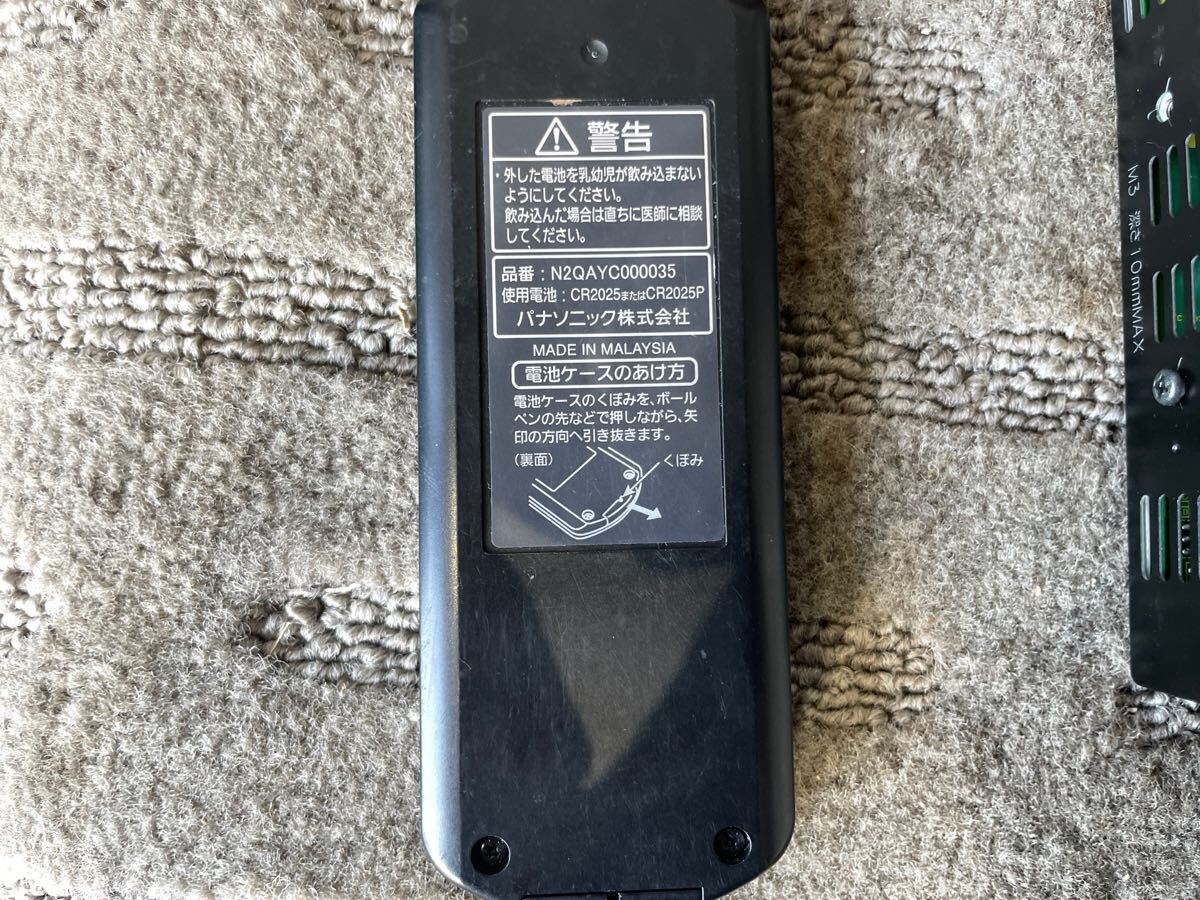 警告
・外した電池を乳幼児が飲み込まない
ようにしてください。
飲み込んだ場合は直ちに医師に相談
してください。
品番：N2QAYC000035
使用電池：CR2025またはCR2025P
パナソニック株式会社
MADE IN MALAYSIA
電池ケースのあけ方
電池ケースのくぼみを、ボール
ペンの先などで押しながら、矢
印の方向へ引き抜きます。
（裏面）
くぼみ
M3 深さ10mmMAX